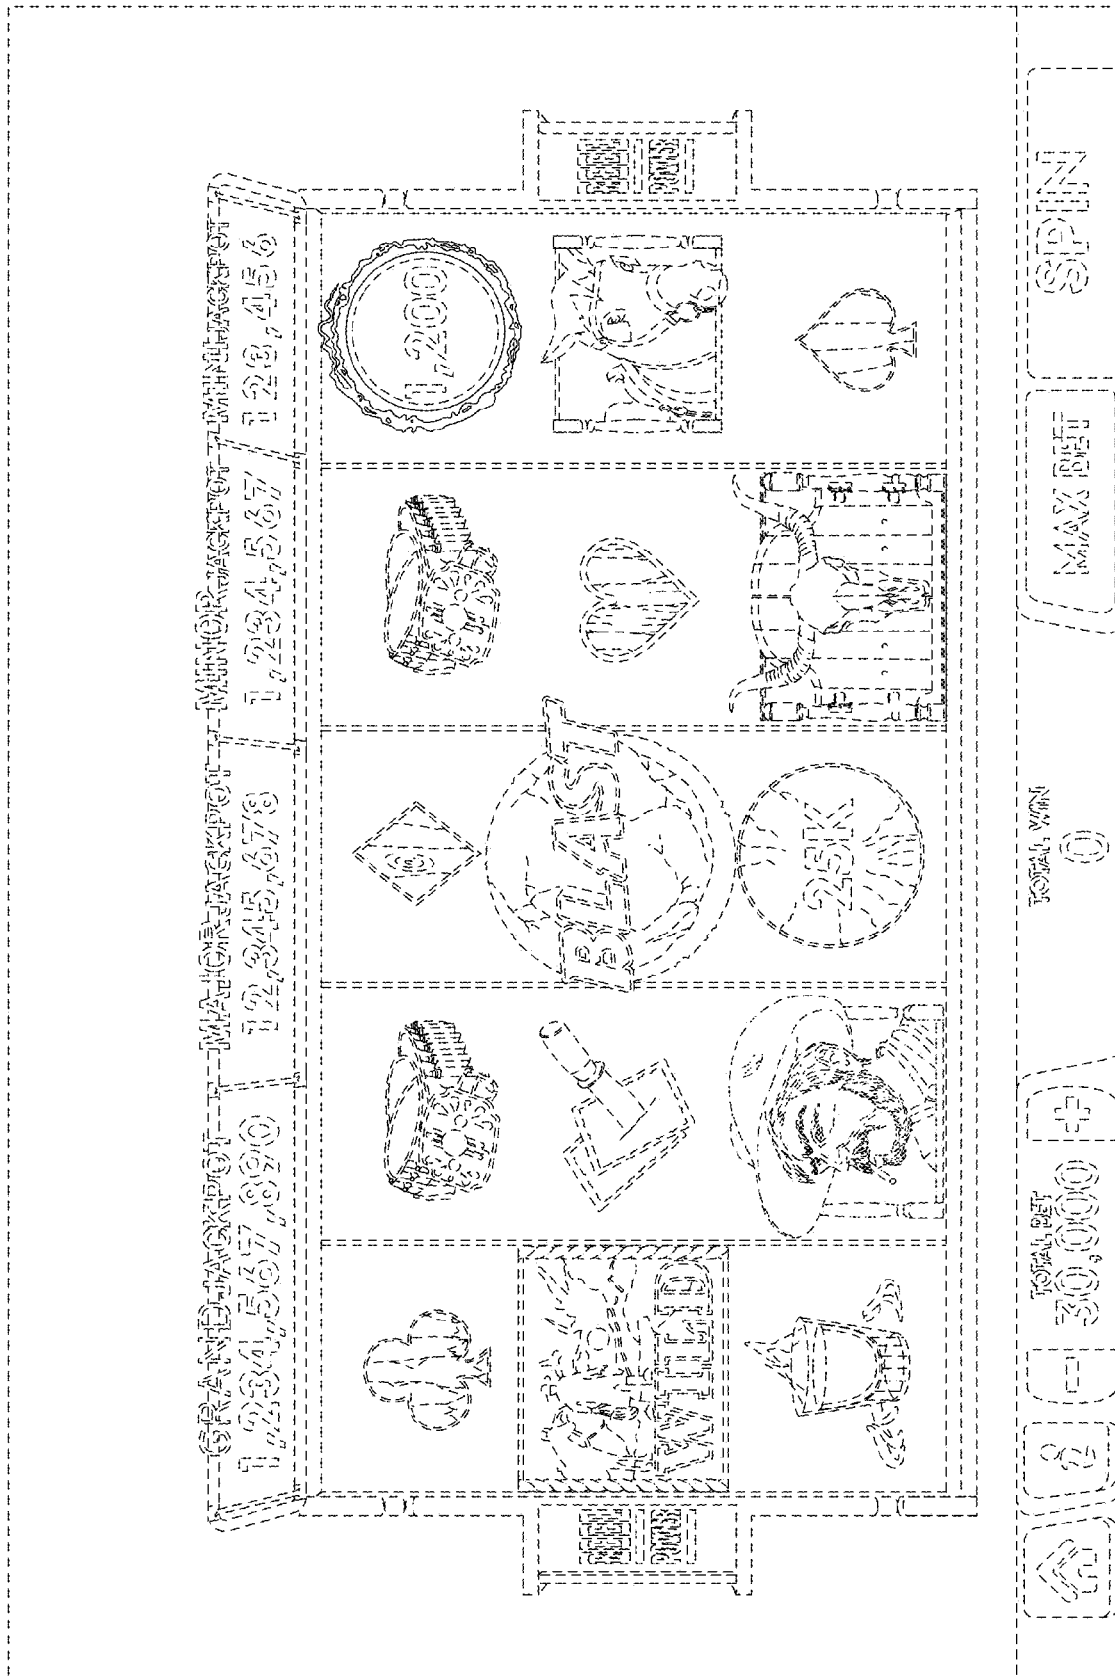 GRAND JACKPOT MAJOR JACKPOT MINOR JACKPOT MINI JACKPOT
1,234,567,890 12,345,678 1,234,567 123,456
1,200
BLAST
WILD
25K
TOTAL BET
30,000
TOTAL WIN
0
MAX BET
SPIN